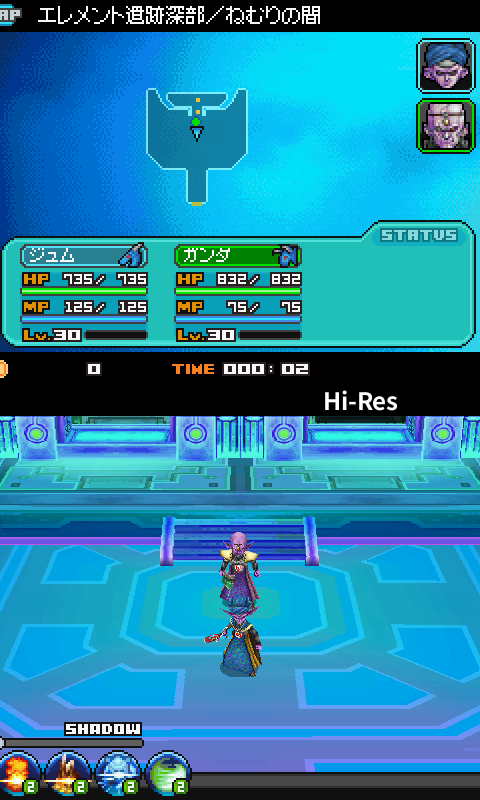 AP エレメント遺跡深部／ねむりの間
STATUS
ジュム ガンダ
HP 735/ 735 HP 832/ 832
MP 125/ 125 MP 75/ 75
Lv.30 Lv.30
0 TIME 000: 02
Hi-Res
SHADOW
2 2 2 2